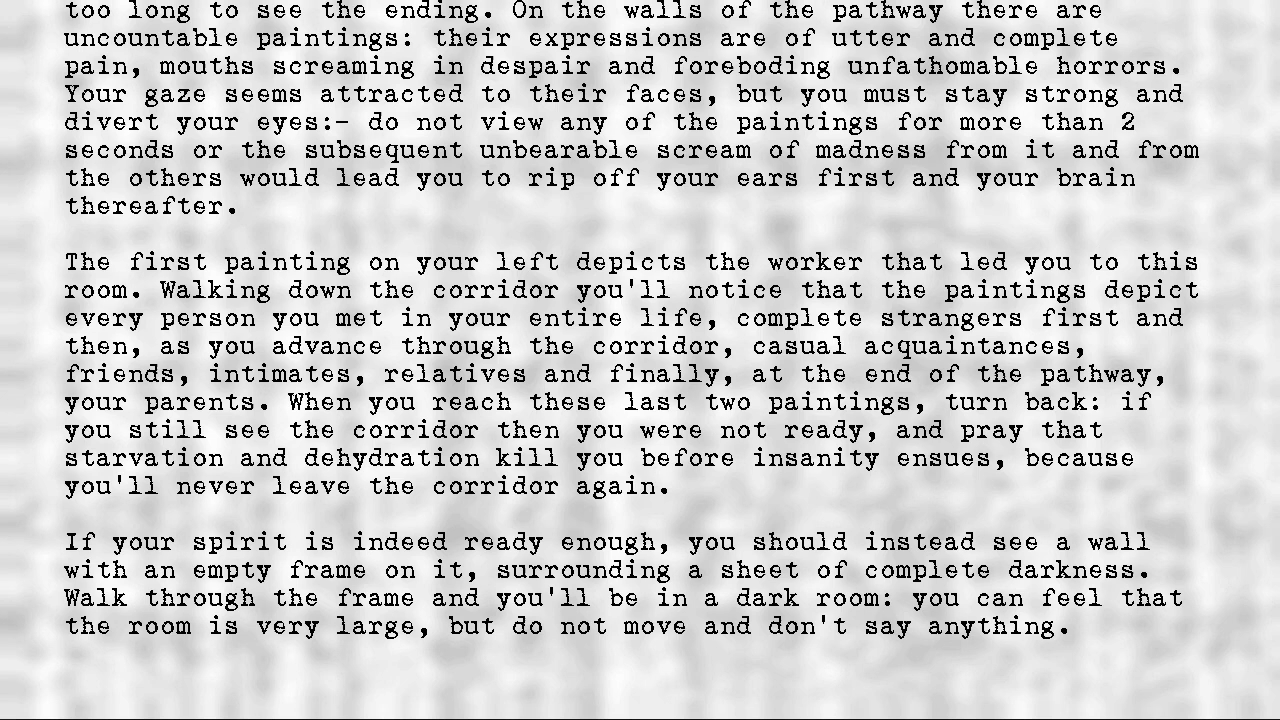 too long to see the ending. On the walls of the pathway there are
uncountable paintings: their expressions are of utter and complete
pain, mouths screaming in despair and foreboding unfathomable horrors.
Your gaze seems attracted to their faces, but you must stay strong and
divert your eyes:- do not view any of the paintings for more than 2
seconds or the subsequent unbearable scream of madness from it and from
the others would lead you to rip off your ears first and your brain
thereafter.

The first painting on your left depicts the worker that led you to this
room. Walking down the corridor you'll notice that the paintings depict
every person you met in your entire life, complete strangers first and
then, as you advance through the corridor, casual acquaintances,
friends, intimates, relatives and finally, at the end of the pathway,
your parents. When you reach these last two paintings, turn back: if
you still see the corridor then you were not ready, and pray that
starvation and dehydration kill you before insanity ensues, because
you'll never leave the corridor again.

If your spirit is indeed ready enough, you should instead see a wall
with an empty frame on it, surrounding a sheet of complete darkness.
Walk through the frame and you'll be in a dark room: you can feel that
the room is very large, but do not move and don't say anything.